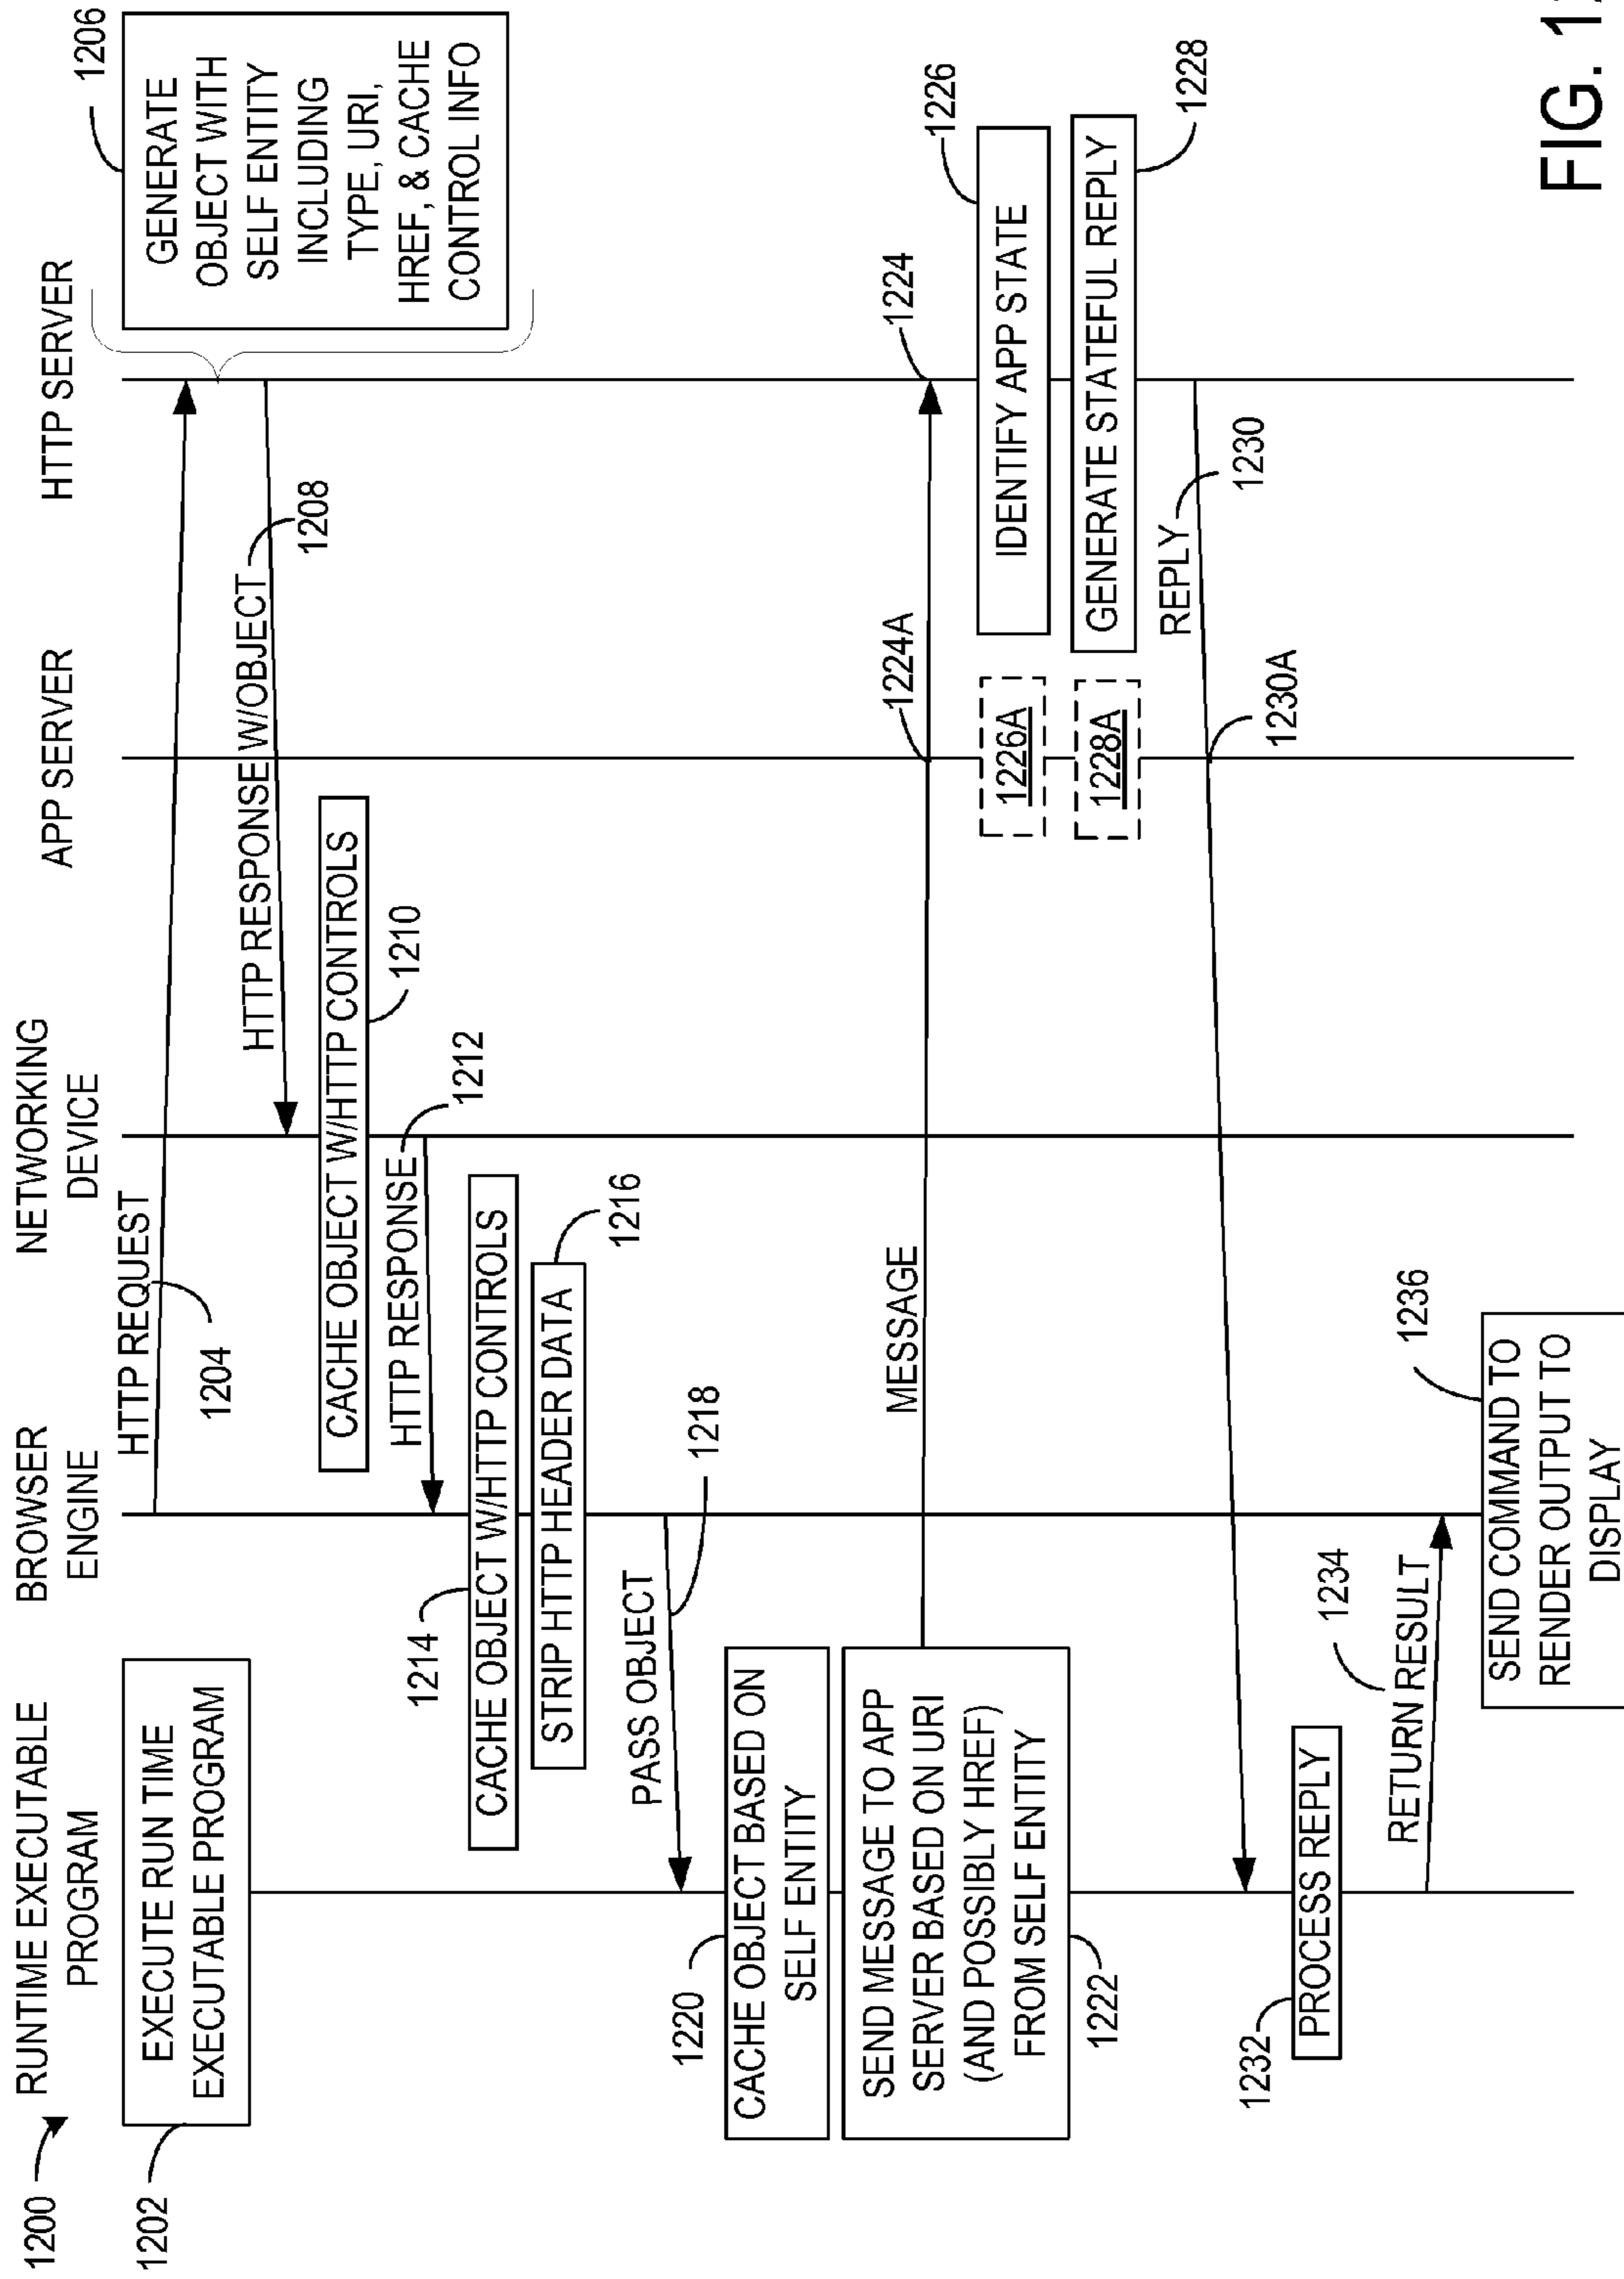 1200
RUNTIME EXECUTABLE
PROGRAM
BROWSER
ENGINE
NETWORKING
DEVICE
APP SERVER
HTTP SERVER
1202
EXECUTE RUN TIME
EXECUTABLE PROGRAM
HTTP REQUEST
1204
1206
GENERATE
OBJECT WITH
SELF ENTITY
INCLUDING
TYPE, URI,
HREF, & CACHE
CONTROL INFO
HTTP RESPONSE W/OBJECT
1208
CACHE OBJECT W/HTTP CONTROLS
1210
HTTP RESPONSE
1212
1214
CACHE OBJECT W/HTTP CONTROLS
STRIP HTTP HEADER DATA
1216
PASS OBJECT
1218
1220
CACHE OBJECT BASED ON
SELF ENTITY
SEND MESSAGE TO APP
SERVER BASED ON URI
(AND POSSIBLY HREF)
FROM SELF ENTITY
1222
MESSAGE
1224A
1224
1226A
IDENTIFY APP STATE
1226
1228A
GENERATE STATEFUL REPLY
1228
REPLY
1230
1230A
1232
PROCESS REPLY
1234
RETURN RESULT
1236
SEND COMMAND TO
RENDER OUTPUT TO
DISPLAY
FIG.